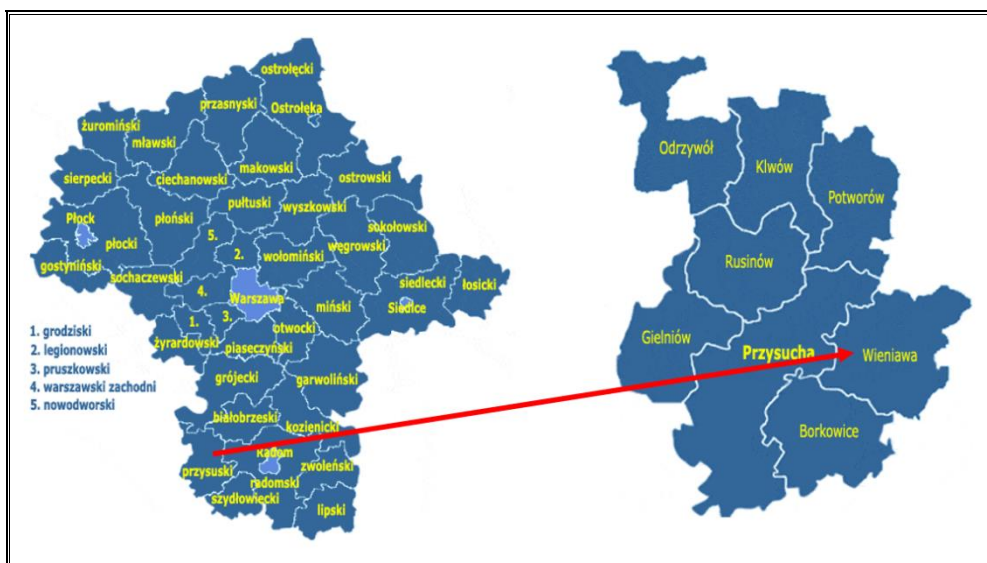 ostrołęcki
przasnyski
Ostrołęka
żuromiński
mławski
makowski
sierpecki
ciechanowski
ostrowski
pułtuski
wyszkowski
Płock
płoński
sokołowski
5.
płocki
węgrowski
2.
wołomiński
gostyniński
sochaczewski
siedlecki
łosicki
4.
Warszawa
miński
Siedlce
1.
3.
otwocki
żyrardowski
piaseczyński
grójecki
garwoliński
białobrzeski
kozienicki
Radom
przysuski
zwoleński
radomski
szydłowiecki
lipski
1. grodziski
2. legionowski
3. pruszkowski
4. warszawski zachodni
5. nowodworski
Odrzywół
Klwów
Potworów
Rusinów
Gielniów
Przysucha
Wieniawa
Borkowice